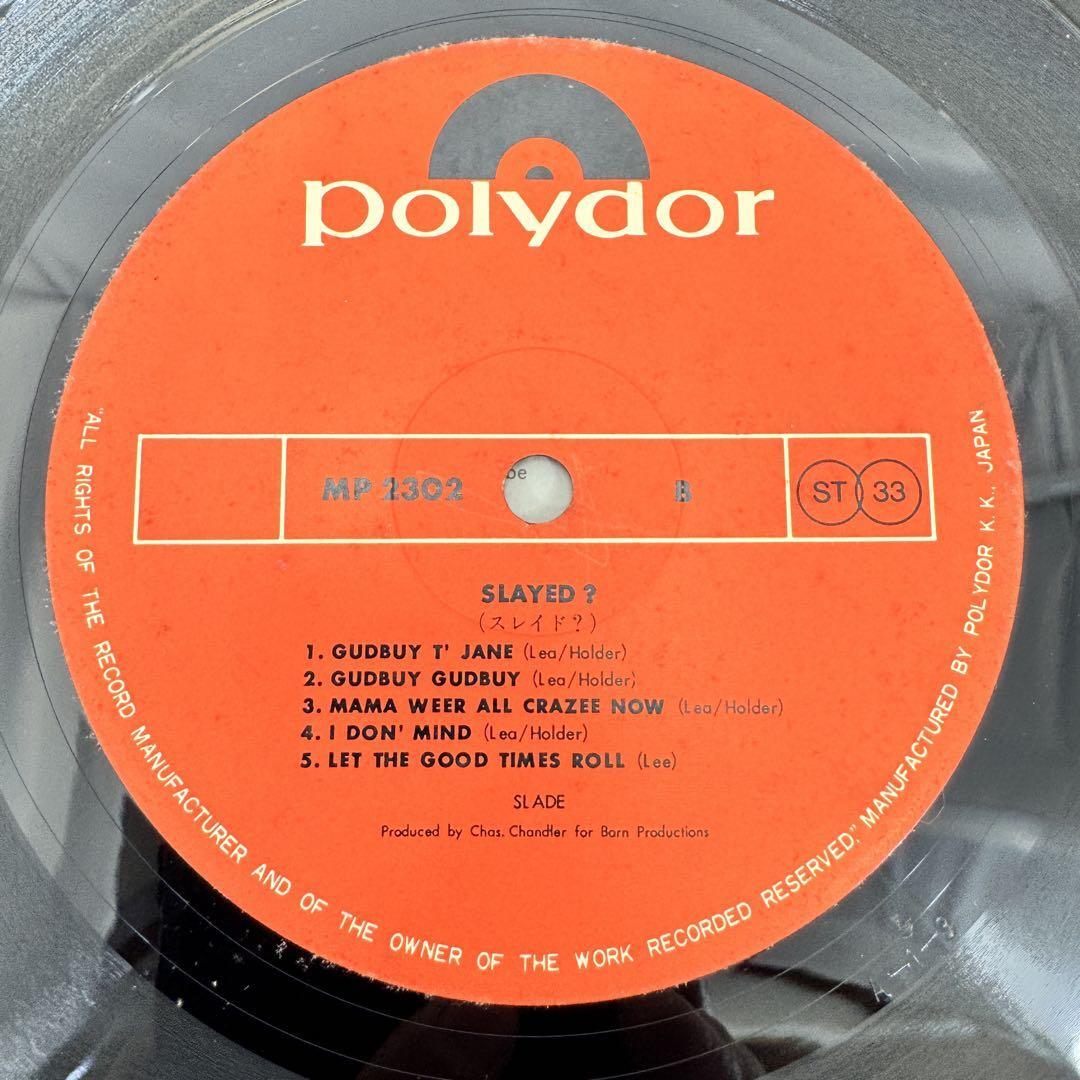 polydor
MP 2302
B
ST 33
SLAYED ?
(スレイド?)
1. GUDBUY T' JANE (Lea/Holder)
2. GUDBUY GUDBUY (Lea/Holder)
3. MAMA WEER ALL CRAZEE NOW (Lea/Holder)
4. I DON' MIND (Lea/Holder)
5. LET THE GOOD TIMES ROLL (Lee)
SLADE
Produced by Chas. Chandler for Barn Productions
"ALL RIGHTS OF THE RECORD MANUFACTURER AND OF THE OWNER OF THE WORK RECORDED RESERVED," MANUFACTURED BY POLYDOR K.K., JAPAN